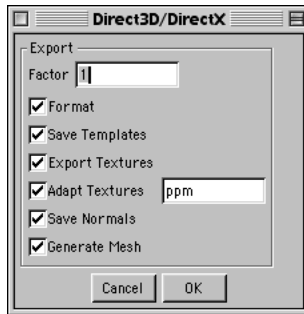 Direct3D/DirectX
Export
Factor 1
Format
Save Templates
Export Textures
Adapt Textures ppm
Save Normals
Generate Mesh
Cancel OK